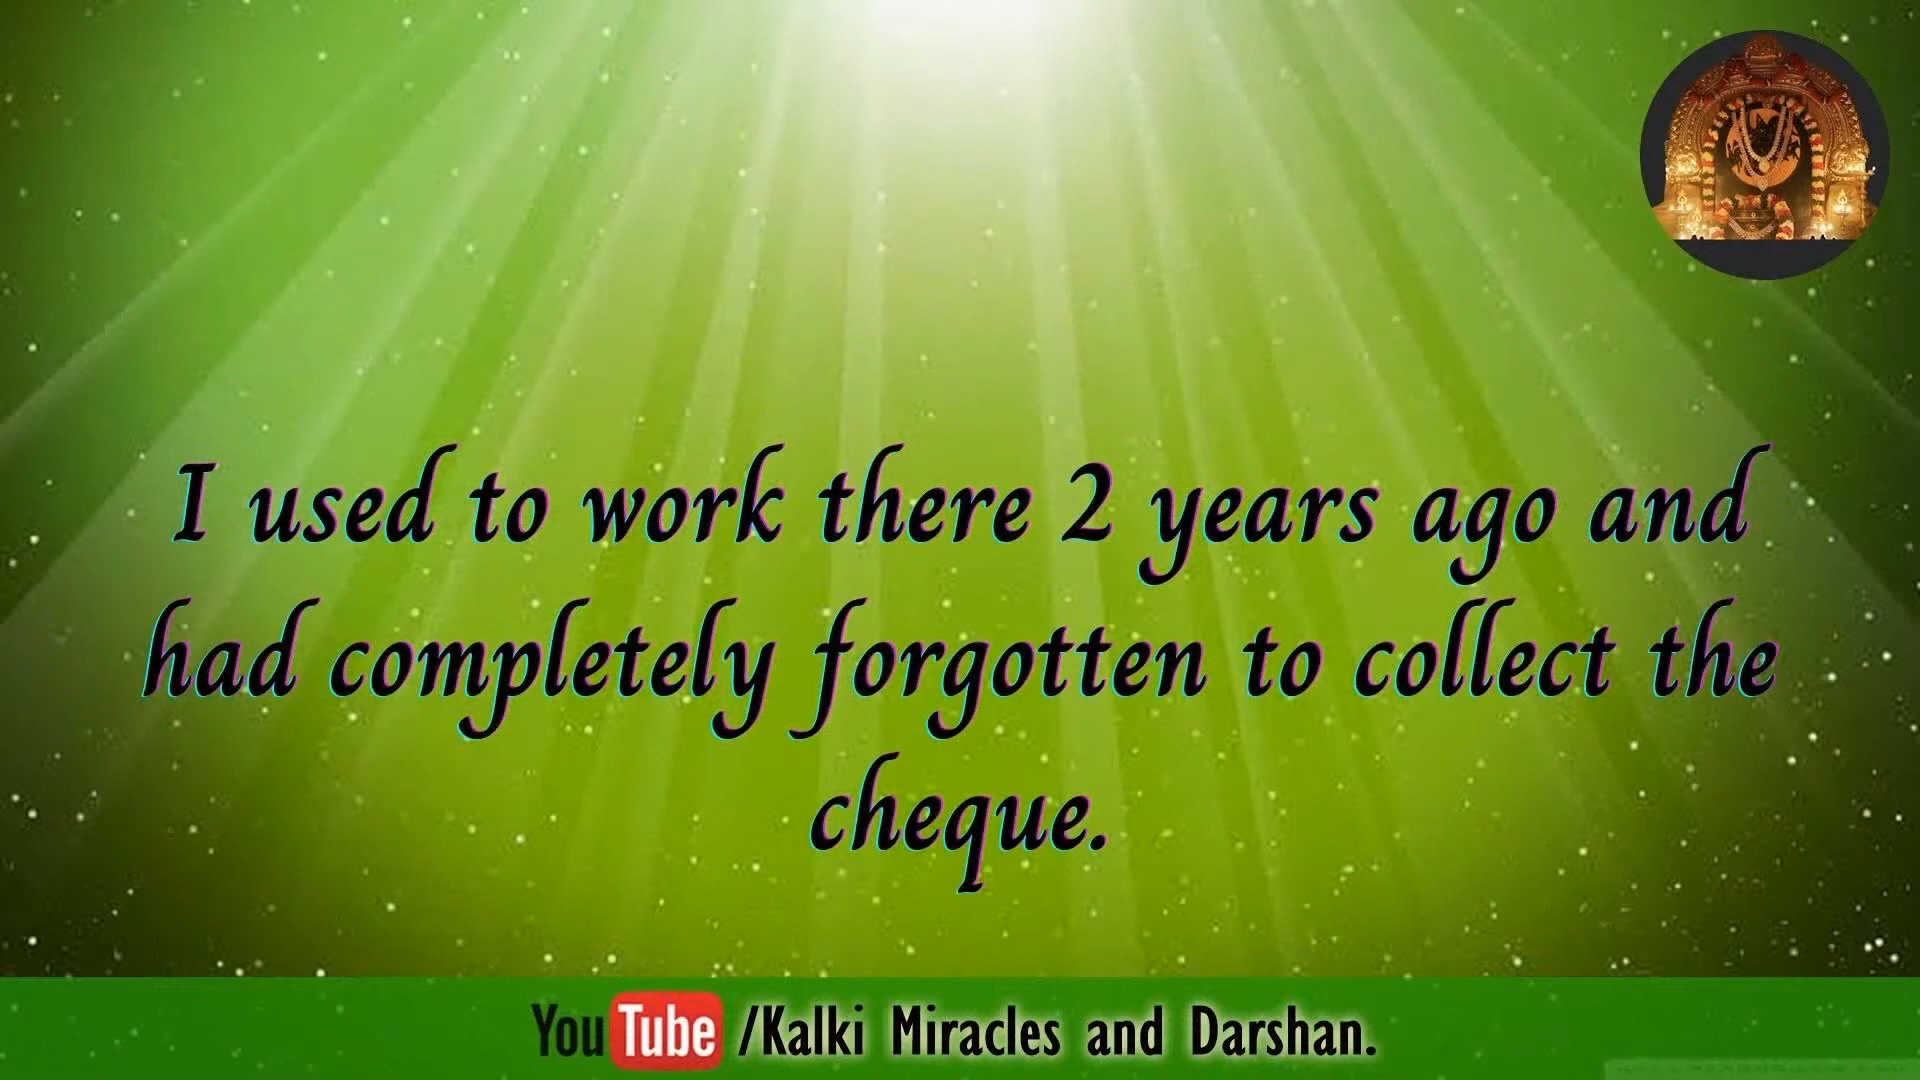 I used to work there 2 years ago and
had completely forgotten to collect the
cheque.
YouTube /Kalki Miracles and Darshan.